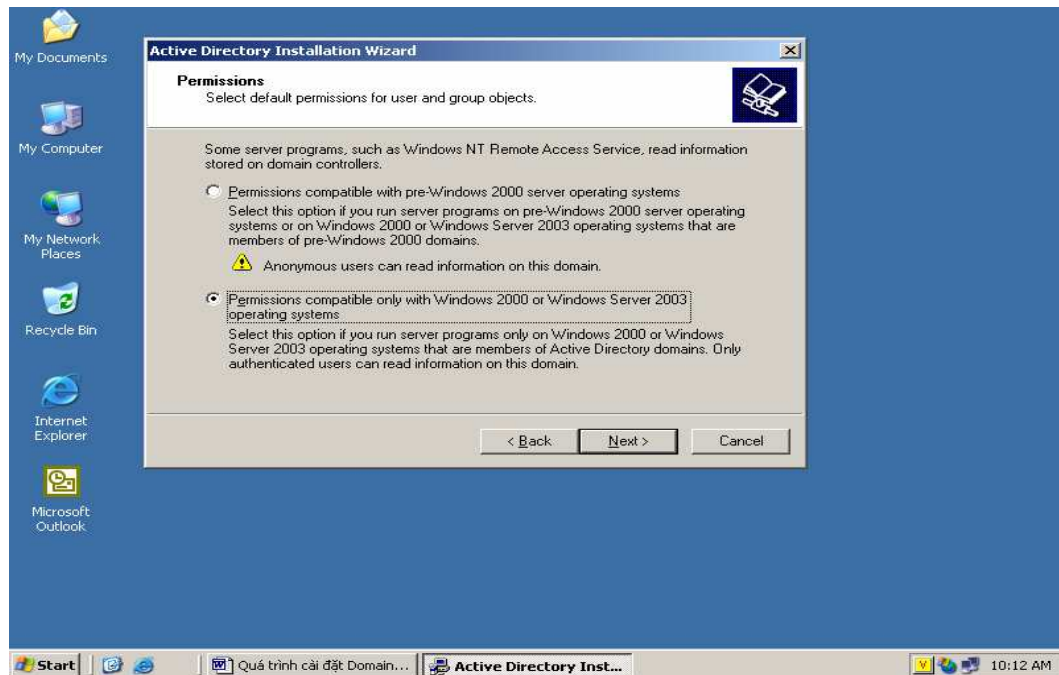 My Documents
My Computer
My Network
Places
Recycle Bin
Internet
Explorer
Microsoft
Outlook
Active Directory Installation Wizard
Permissions
Select default permissions for user and group objects.
Some server programs, such as Windows NT Remote Access Service, read information
stored on domain controllers.
Permissions compatible with pre-Windows 2000 server operating systems
Select this option if you run server programs on pre-Windows 2000 server operating
systems or on Windows 2000 or Windows Server 2003 operating systems that are
members of pre-Windows 2000 domains.
Anonymous users can read information on this domain.
Permissions compatible only with Windows 2000 or Windows Server 2003
operating systems
Select this option if you run server programs only on Windows 2000 or Windows
Server 2003 operating systems that are members of Active Directory domains. Only
authenticated users can read information on this domain.
< Back
Next >
Cancel
Start
Quá trình cài đặt Domain...
Active Directory Inst...
V
10:12 AM